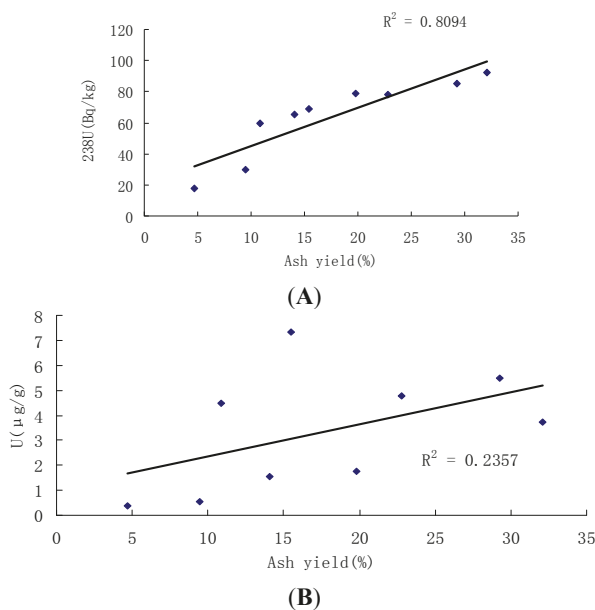 R² = 0.8094
120
100
80
60
40
20
0
238U(Bq/kg)
0 5 10 15 20 25 30 35
Ash yield(%)
(A)
8
7
6
5
4
3
2
1
0
U(μg/g)
R² = 0.2357
0 5 10 15 20 25 30 35
Ash yield(%)
(B)